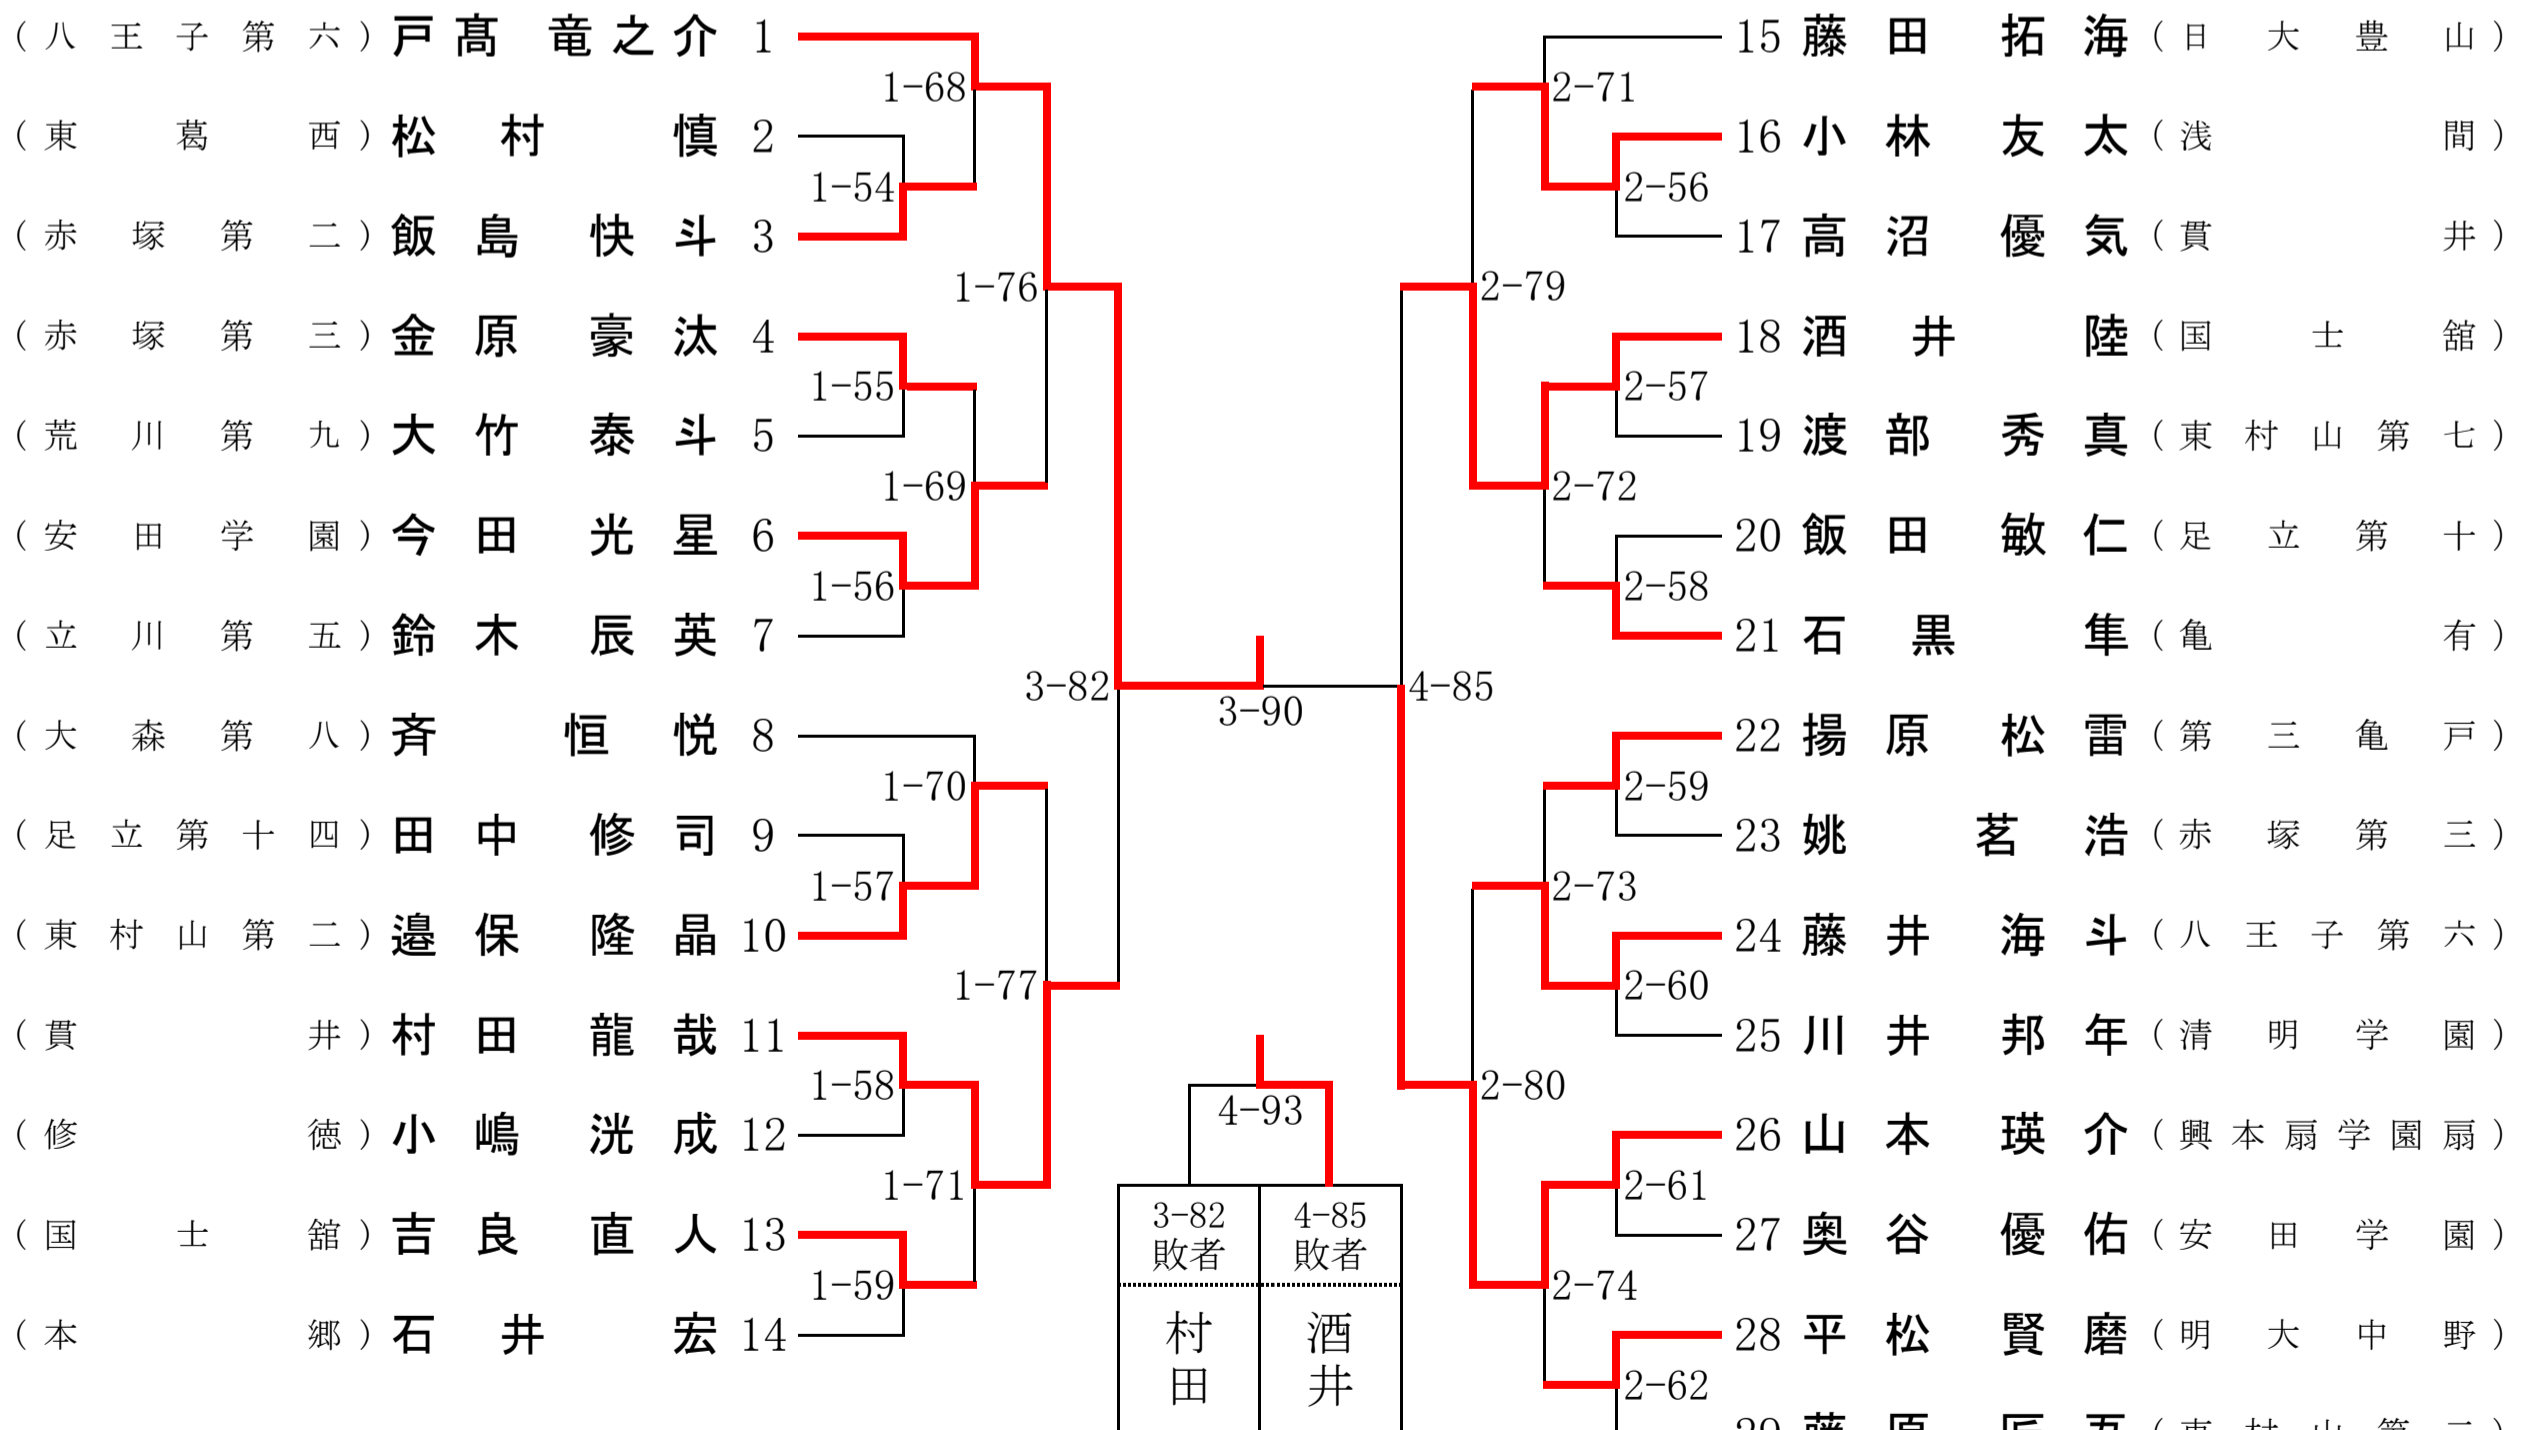 (八王子第六) 戸髙 竜之介 1
1-68
(東葛西) 松村 慎 2
1-54
(赤塚第二) 飯島 快斗 3
1-76
(赤塚第三) 金原 豪汰 4
1-55
(荒川第九) 大竹 泰斗 5
1-69
(安田学園) 今田 光星 6
1-56
(立川第五) 鈴木 辰英 7
3-82
(大森第八) 斉 恒悦 8
1-70
(足立第十四) 田中 修司 9
1-57
(東村山第二) 邉保 隆晶 10
1-77
(貫井) 村田 龍哉 11
1-58
(修徳) 小嶋 洸成 12
1-71
(国士舘) 吉良 直人 13
1-59
(本郷) 石井 宏 14
3-90
4-93
3-82
敗者
村田
4-85
敗者
酒井
15 藤田 拓海 (日大豊山)
2-71
16 小林 友太 (浅間)
2-56
17 高沼 優気 (貫井)
2-79
18 酒井 陸 (国士舘)
2-57
19 渡部 秀真 (東村山第七)
2-72
20 飯田 敏仁 (足立第十)
2-58
21 石黒 隼 (亀有)
4-85
22 揚原 松雷 (第三亀戸)
2-59
23 姚 茗浩 (赤塚第三)
2-73
24 藤井 海斗 (八王子第六)
2-60
25 川井 邦年 (清明学園)
2-80
26 山本 瑛介 (興本扇学園扇)
2-61
27 奥谷 優佑 (安田学園)
2-74
28 平松 賢磨 (明大中野)
2-62